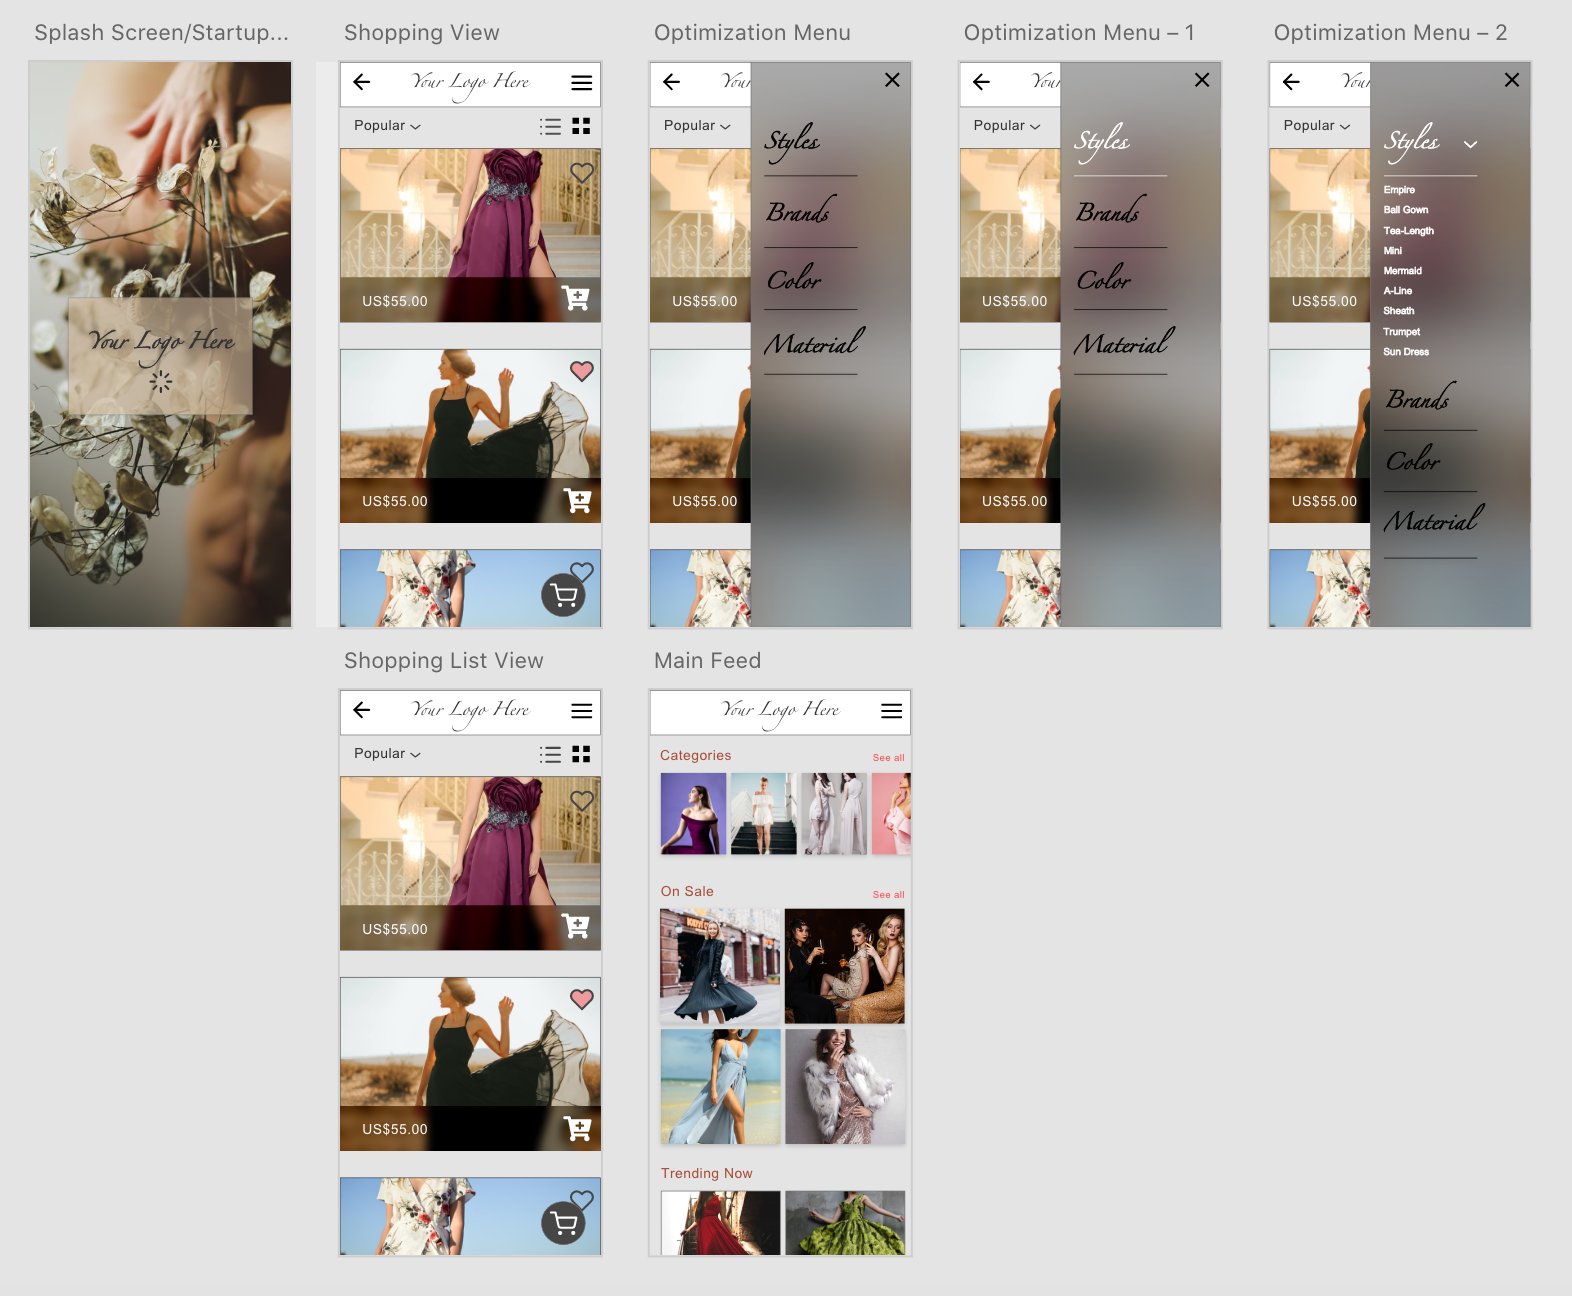 Splash Screen/Startup...
Your Logo Here
Shopping View
Your Logo Here
Popular
US$55.00
US$55.00
Optimization Menu
Your
Popular
Styles
Brands
Color
Material
US$55.00
US$55.00
Optimization Menu – 1
Your
Popular
Styles
Brands
Color
Material
US$55.00
US$55.00
Optimization Menu – 2
Your
Popular
Styles
Empire
Ball Gown
Tea-Length
Mini
Mermaid
A-Line
Sheath
Trumpet
Sun Dress
Brands
Color
Material
US$55.00
US$55.00
Shopping List View
Your Logo Here
Popular
US$55.00
US$55.00
Main Feed
Your Logo Here
Categories
See all
On Sale
See all
Trending Now